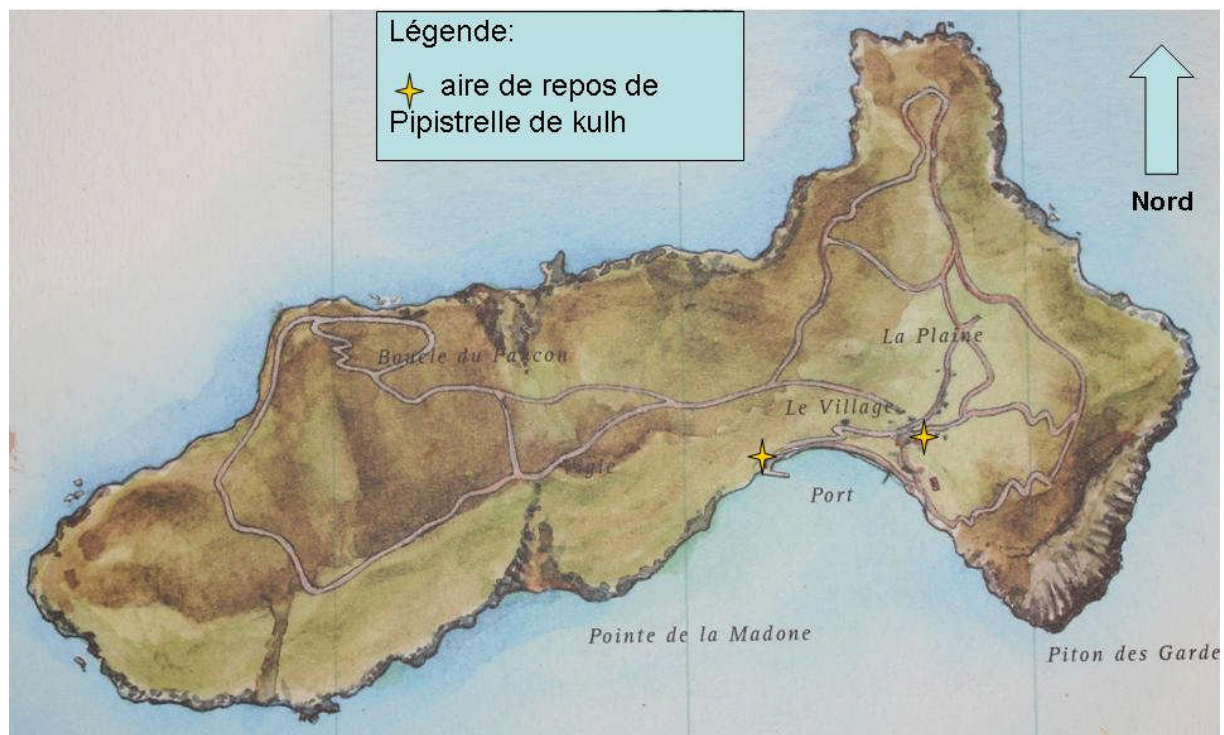 Légende:
aire de repos de
Pipistrelle de kulh
Nord
La Plaine
Boucle du Pascon
Le Village
Port
Pointe de la Madone
Piton des Garde